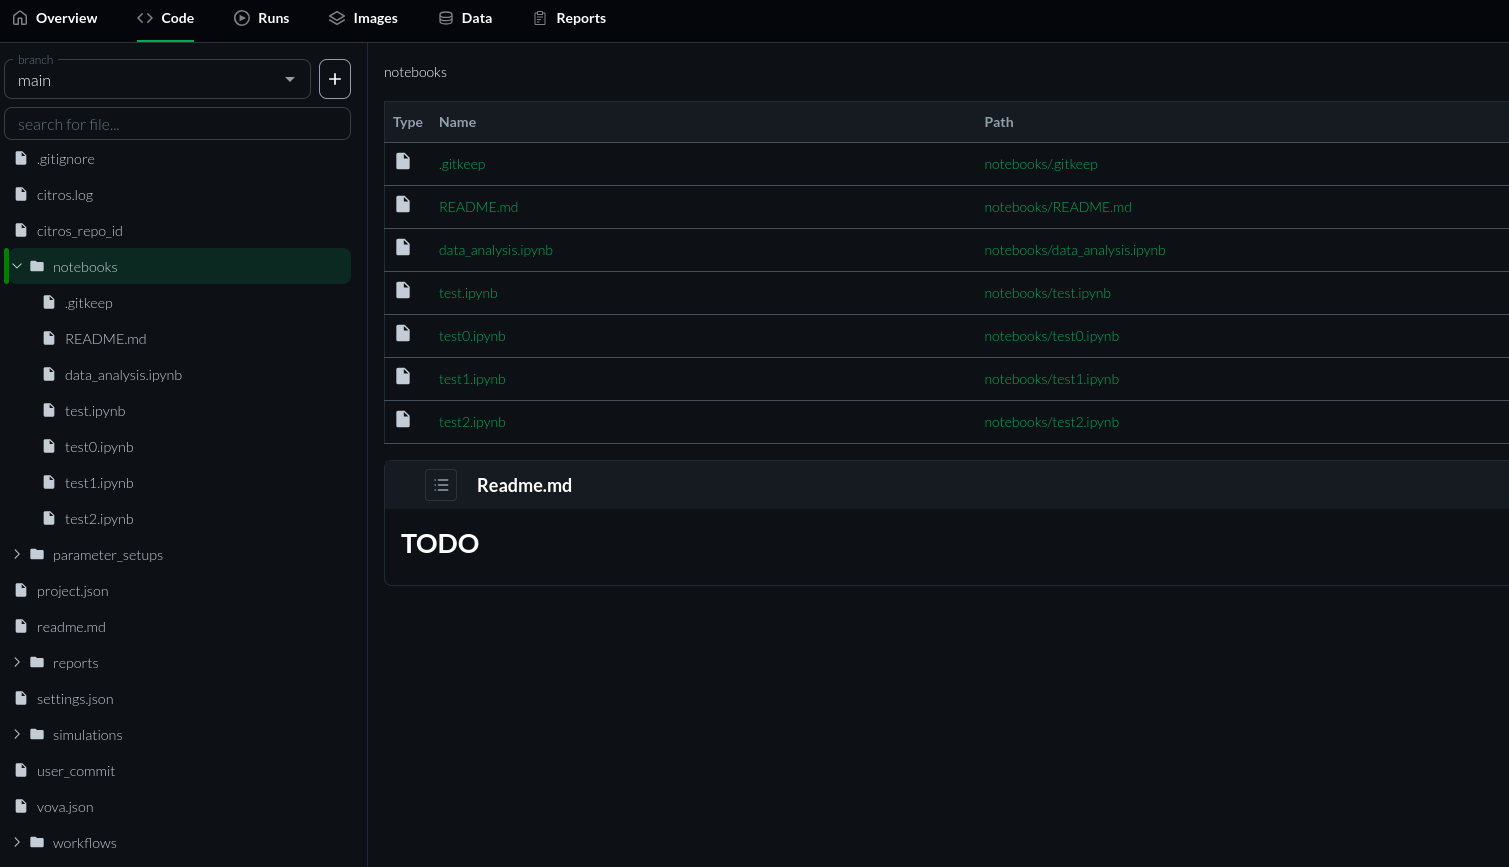 Overview Code Runs Images Data Reports
branch
main
search for file...
.gitignore
citros.log
citros_repo_id
notebooks
.gitkeep
README.md
data_analysis.ipynb
test.ipynb
test0.ipynb
test1.ipynb
test2.ipynb
parameter_setups
project.json
readme.md
reports
settings.json
simulations
user_commit
vova.json
workflows
notebooks
Type Name Path
.gitkeep notebooks/.gitkeep
README.md notebooks/README.md
data_analysis.ipynb notebooks/data_analysis.ipynb
test.ipynb notebooks/test.ipynb
test0.ipynb notebooks/test0.ipynb
test1.ipynb notebooks/test1.ipynb
test2.ipynb notebooks/test2.ipynb
Readme.md
TODO